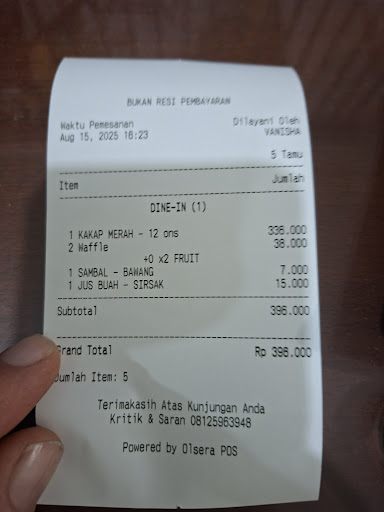 BUKAN RESI PEMBAYARAN
Waktu Pemesanan Dilayani Oleh
Aug 15, 2025 18:23 VANISHA
5 Tamu
Item Jumlah
DINE-IN (1)
1 KAKAP MERAH - 12 ons 336.000
2 Waffle 38.000
+0 x2 FRUIT
1 SAMBAL - BAWANG 7.000
1 JUS BUAH - SIRSAK 15.000
Subtotal 396.000
Grand Total Rp 396.000
Jumlah Item: 5
Terimakasih Atas Kunjungan Anda
Kritik & Saran 08125963948
Powered by Olsera POS